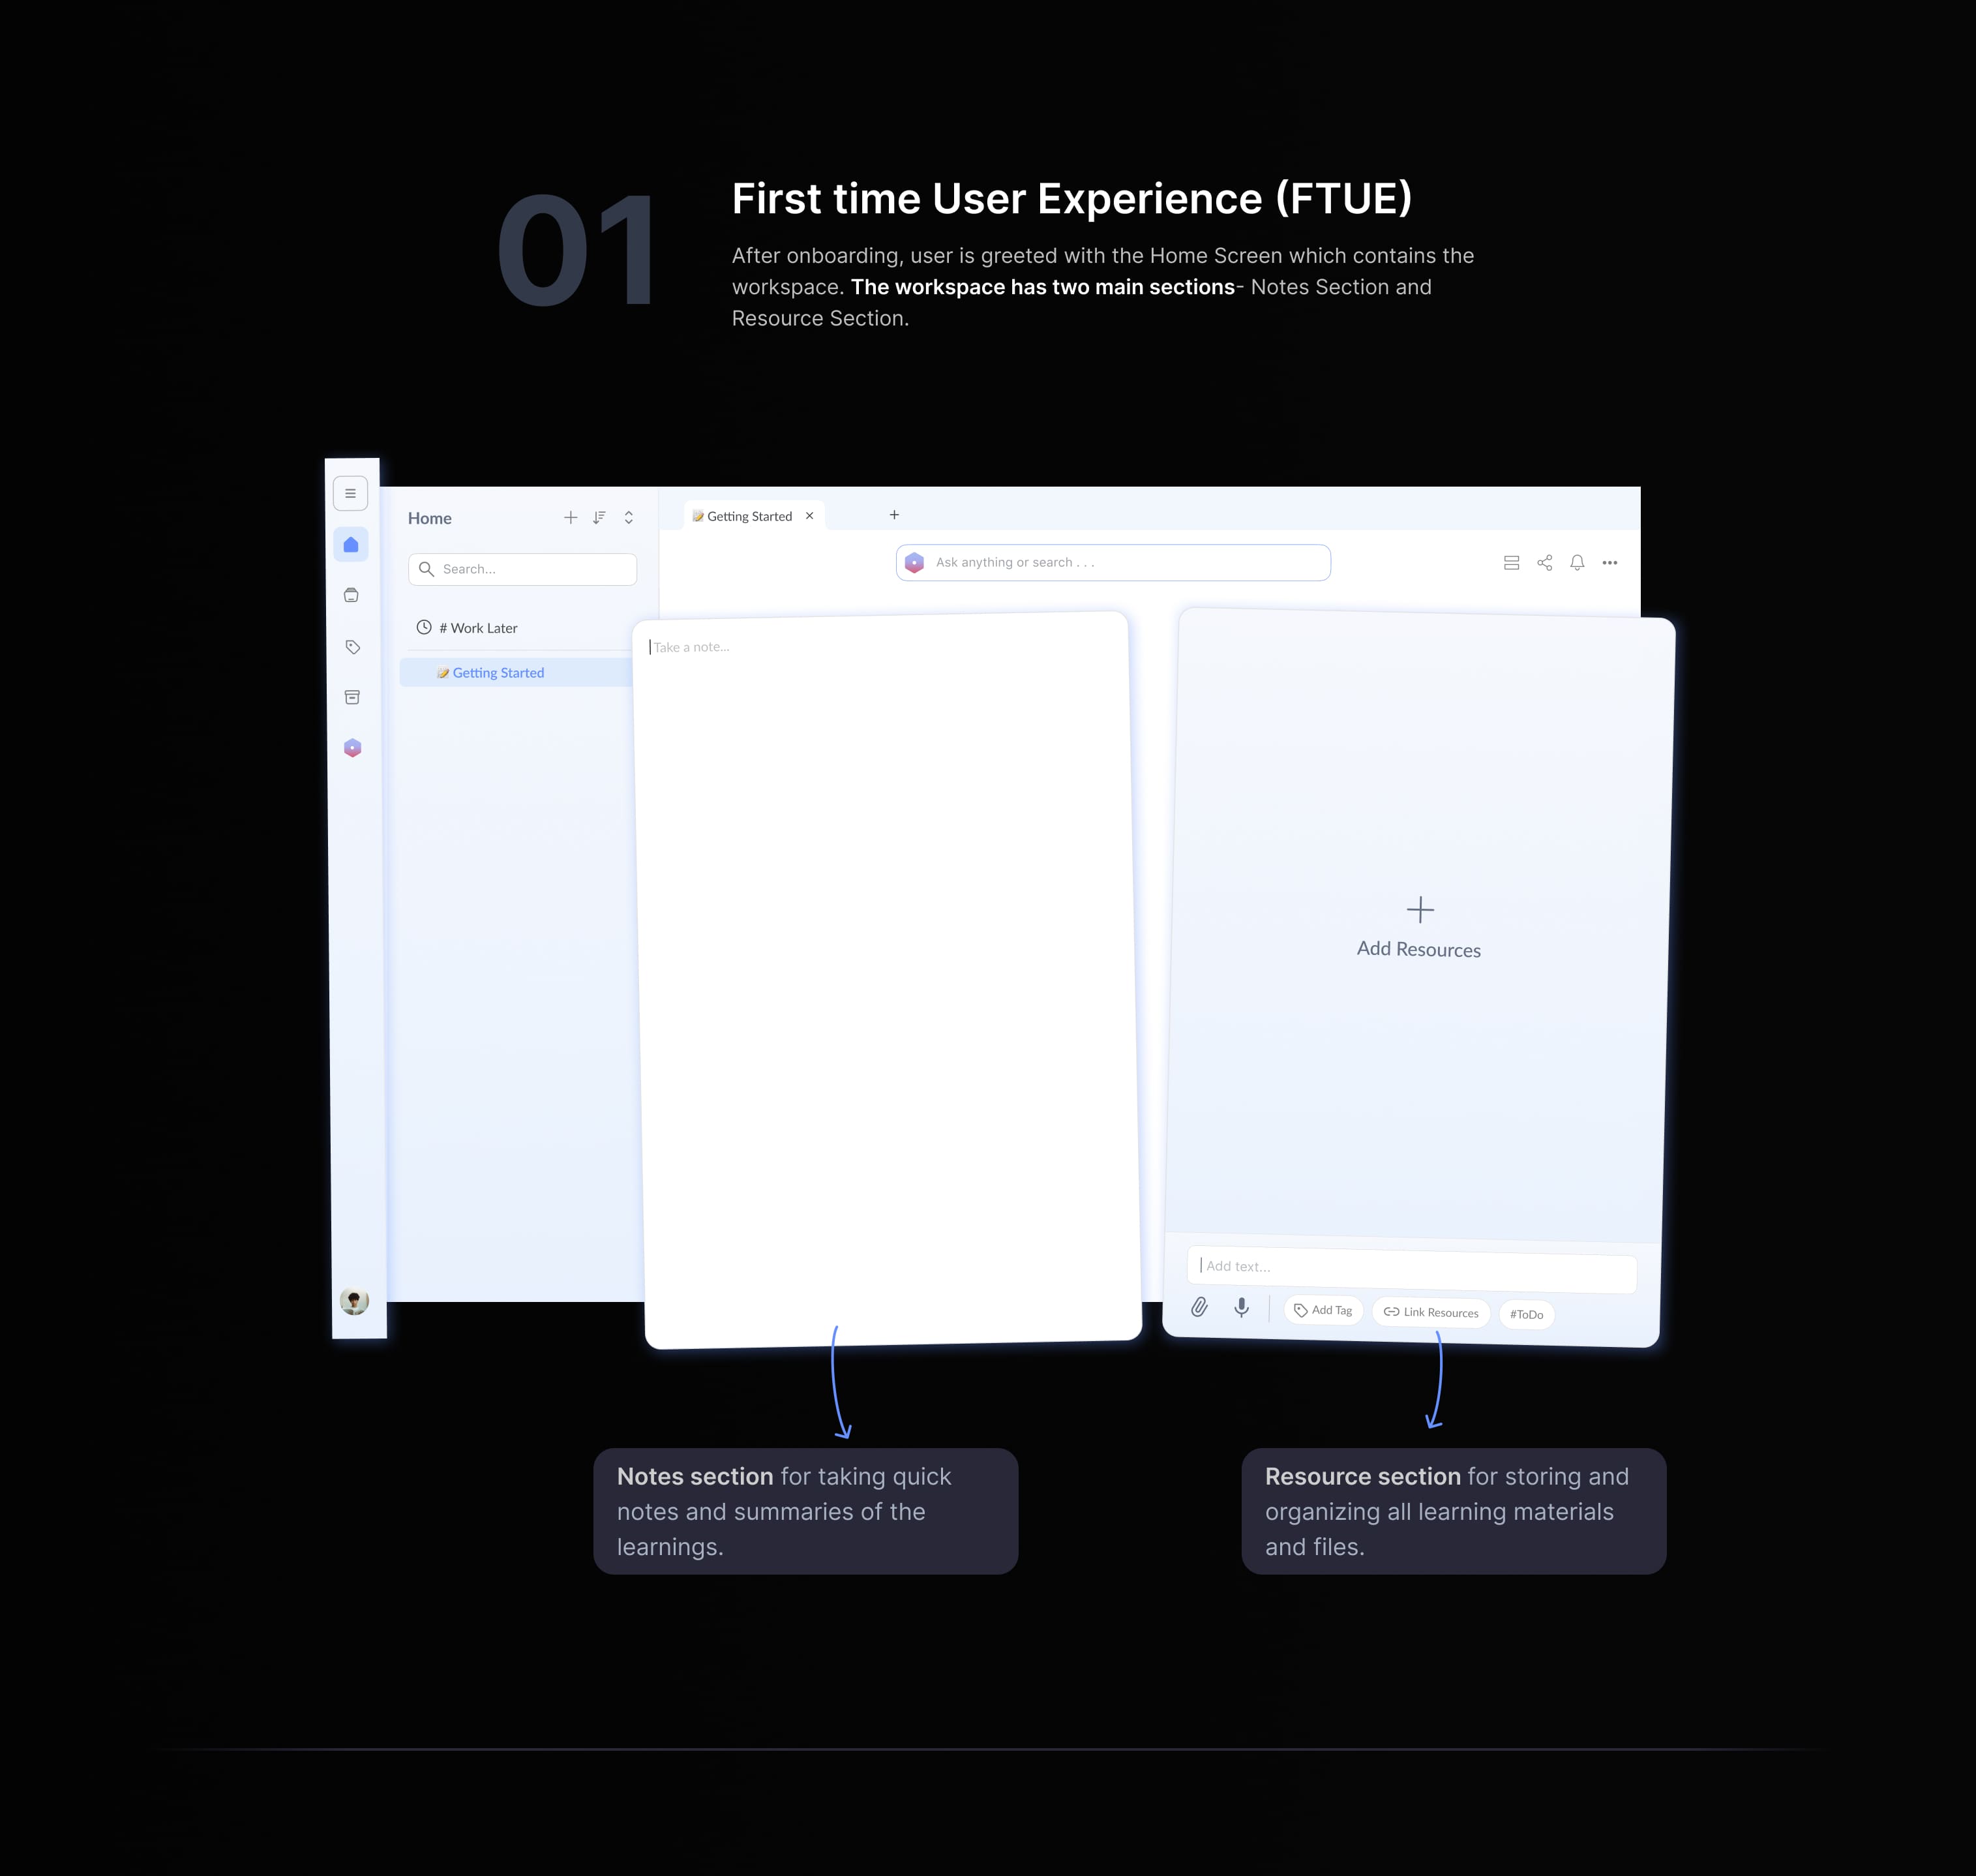 01
First time User Experience (FTUE)
After onboarding, user is greeted with the Home Screen which contains the
workspace. The workspace has two main sections- Notes Section and
Resource Section.
Home
Search...
# Work Later
Getting Started
Getting Started
Ask anything or search . . .
Take a note...
Add Resources
Add text...
Add Tag
Link Resources
#ToDo
Notes section for taking quick
notes and summaries of the
learnings.
Resource section for storing and
organizing all learning materials
and files.